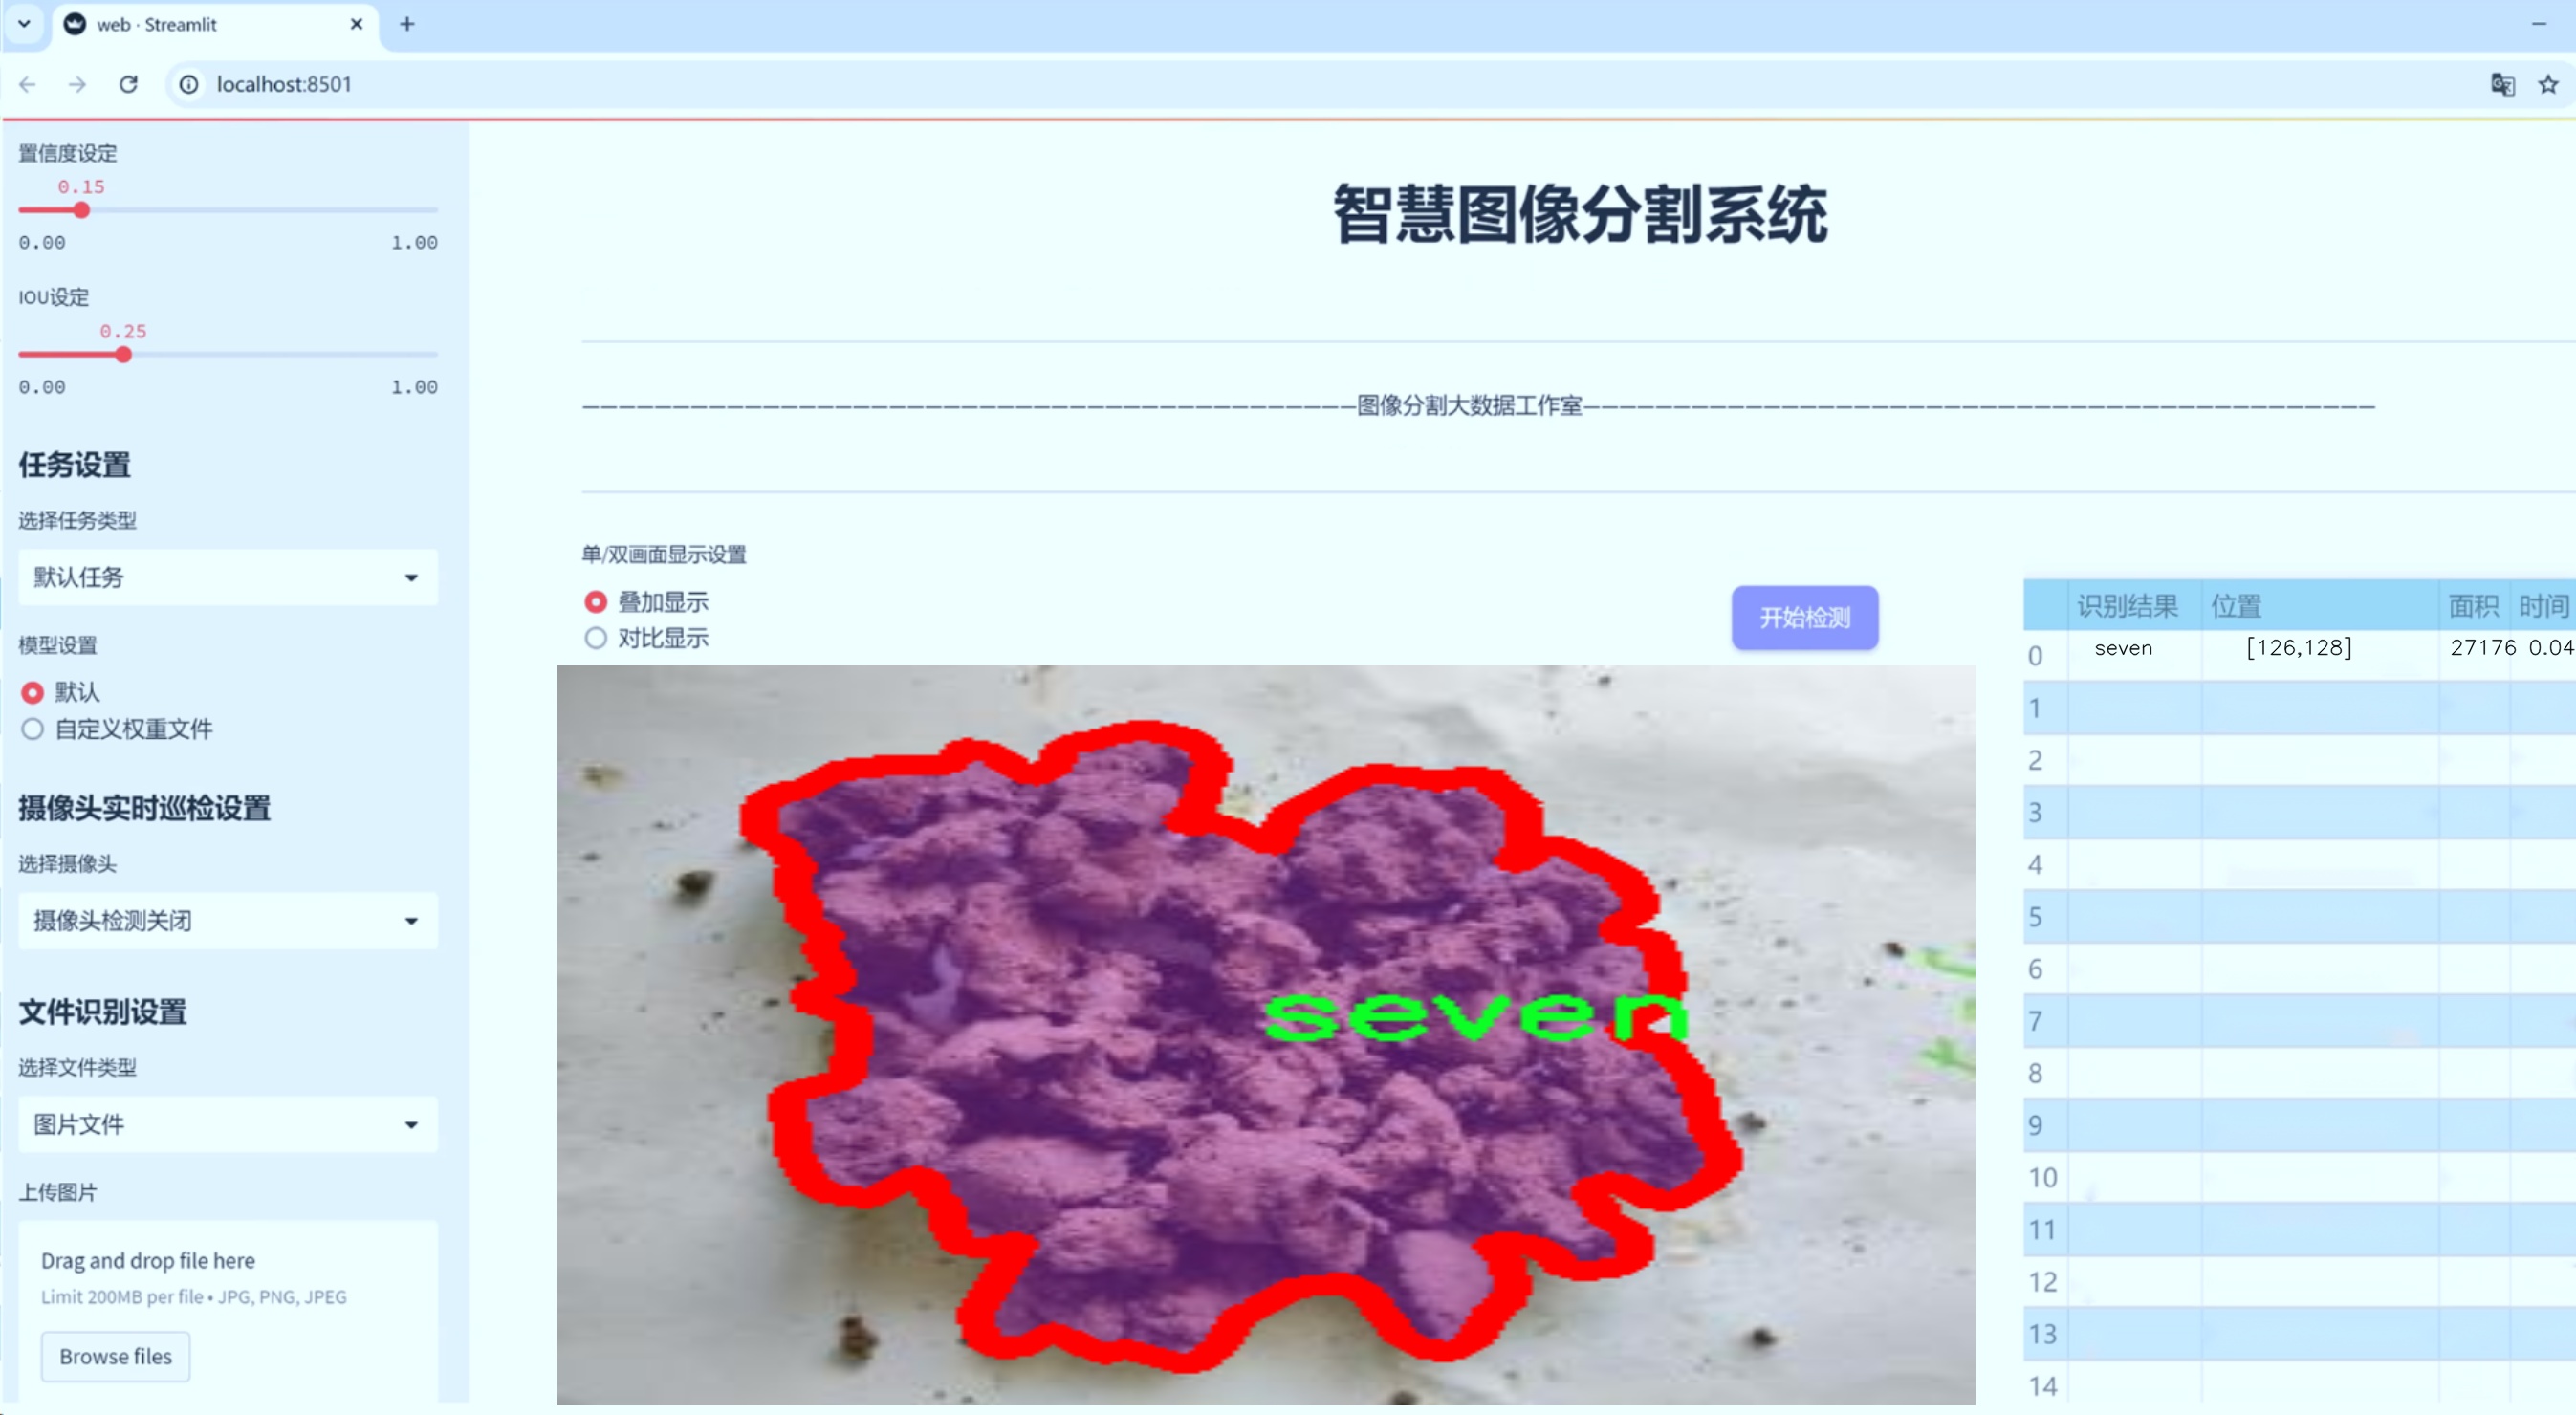 web · Streamlit
localhost:8501
置信度设定
0.15
0.00 1.00
IOU设定
0.25
0.00 1.00
任务设置
选择任务类型
默认任务
模型设置
默认
自定义权重文件
摄像头实时巡检设置
选择摄像头
摄像头检测关闭
文件识别设置
选择文件类型
图片文件
上传图片
Drag and drop file here
Limit 200MB per file • JPG, PNG, JPEG
Browse files
智慧图像分割系统
———————————————————————————————————————————图像分割大数据工作室————————————————————————————————————————————
单/双画面显示设置
叠加显示
对比显示
开始检测
seven
识别结果 位置 面积 时间
0 seven [126,128] 27176 0.04
1
2
3
4
5
6
7
8
9
10
11
12
13
14